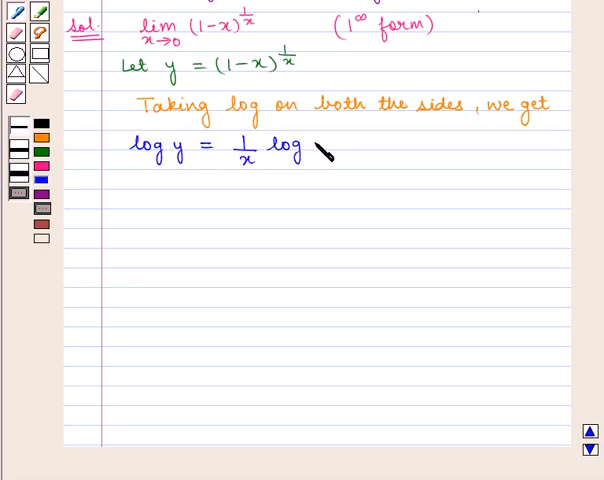 Sol. lim x→0 (1-x)^{1/x} (1^∞ form)
Let y = (1-x)^{1/x}
Taking log on both the sides, we get
log y = 1/x log